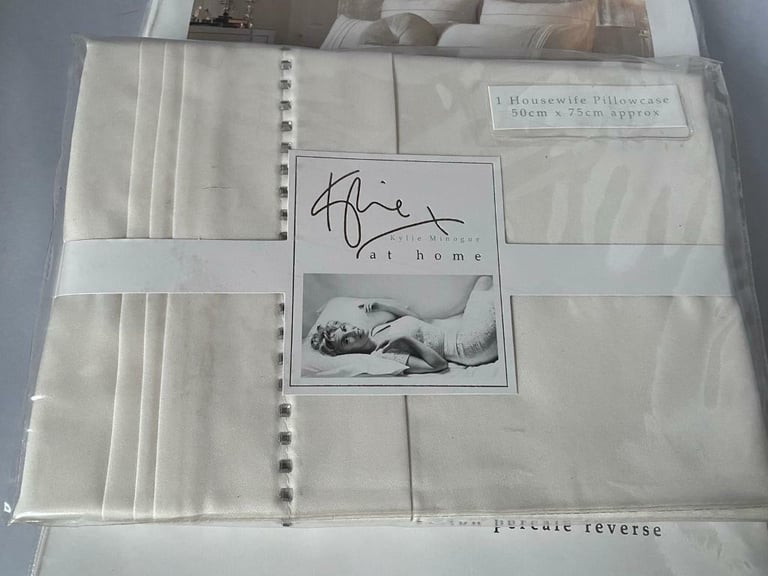 1 Housewife Pillowcase
50cm x 75cm approx
Kylie x
Kylie Minogue
at home
percale reverse